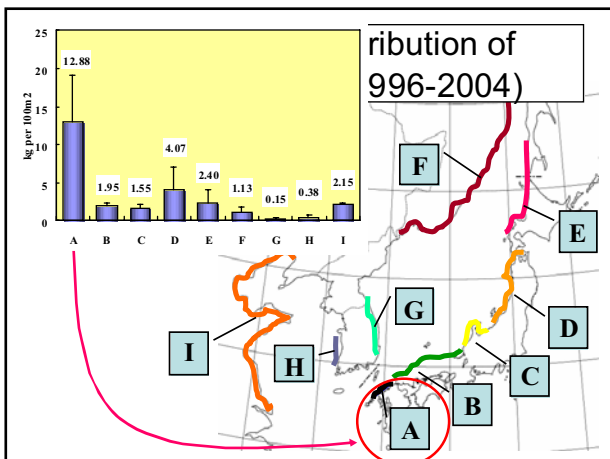 ribution of
996-2004)
kg per 100m2
25
20
15
10
5
0
12.88
1.95
1.55
4.07
2.40
1.13
0.15
0.38
2.15
A B C D E F G H I
F
E
D
G
I
H
C
B
A